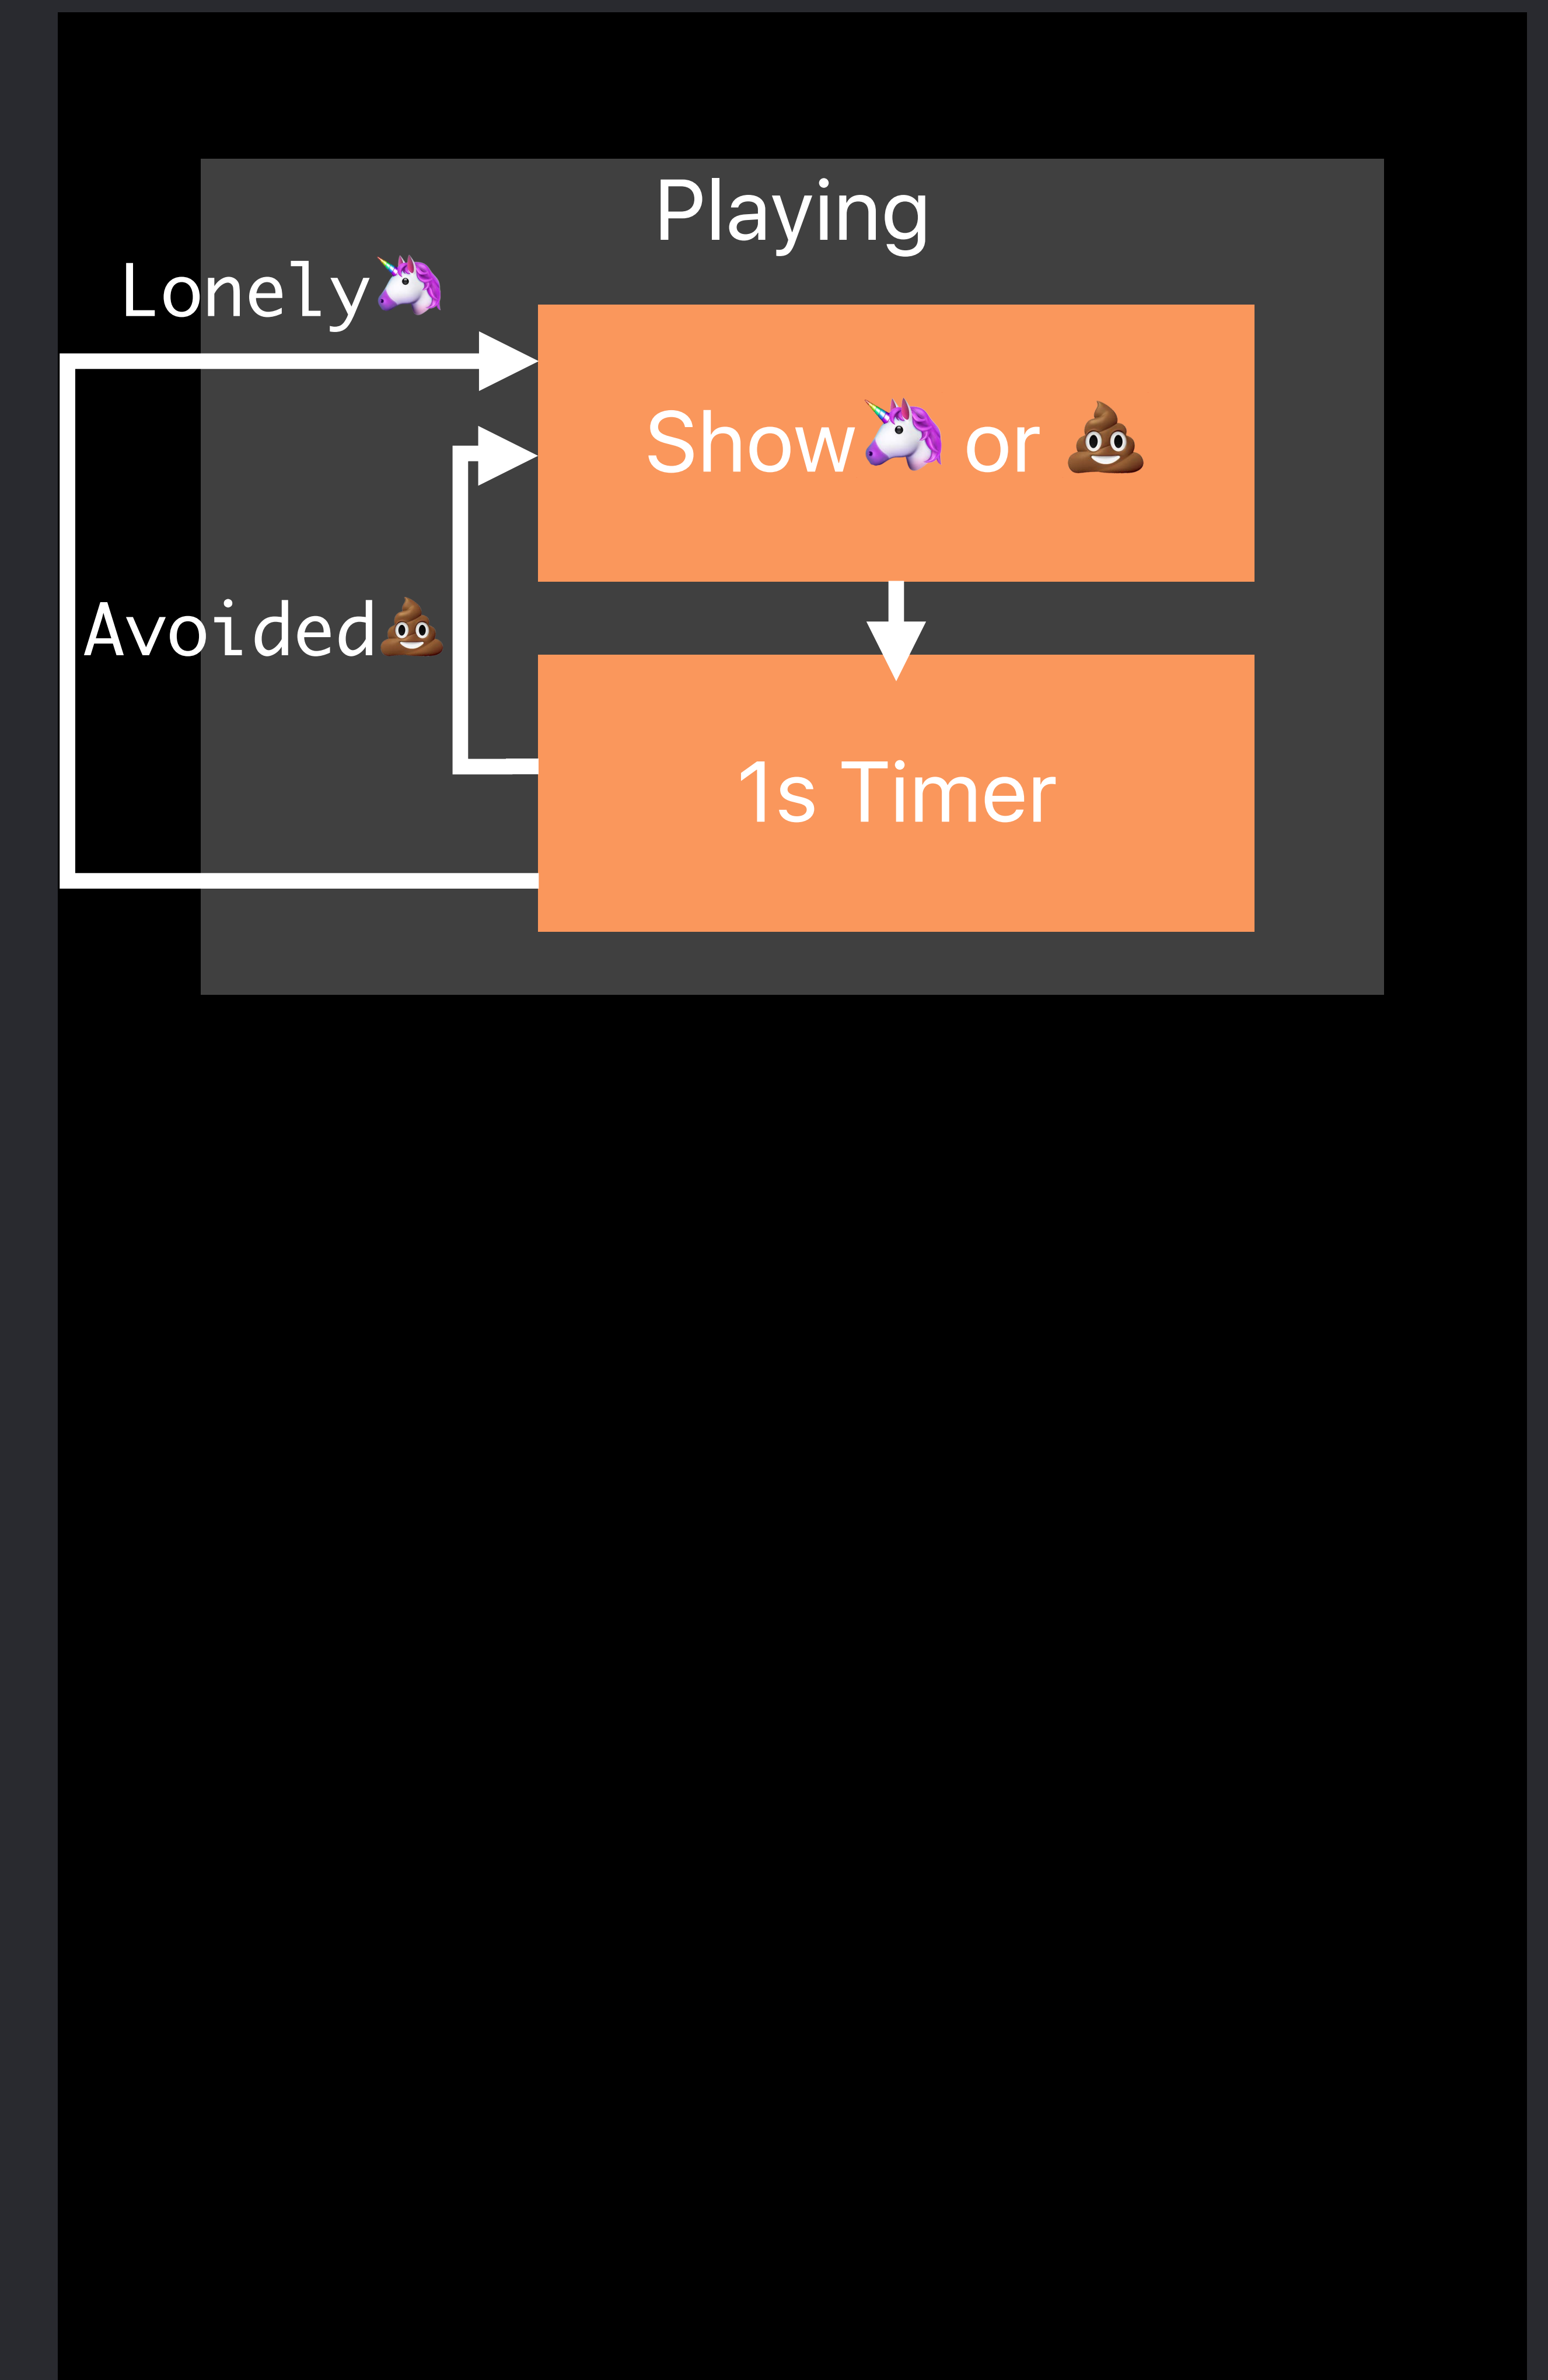 Playing
Lonely🦄
Show🦄 or 💩
Avoided💩
1s Timer